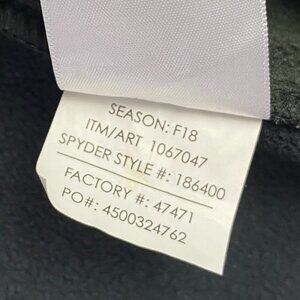 SEASON: F18
ITM/ART 1067047
SPYDER STYLE #: 186400
FACTORY #: 47471
PO#: 4500324762